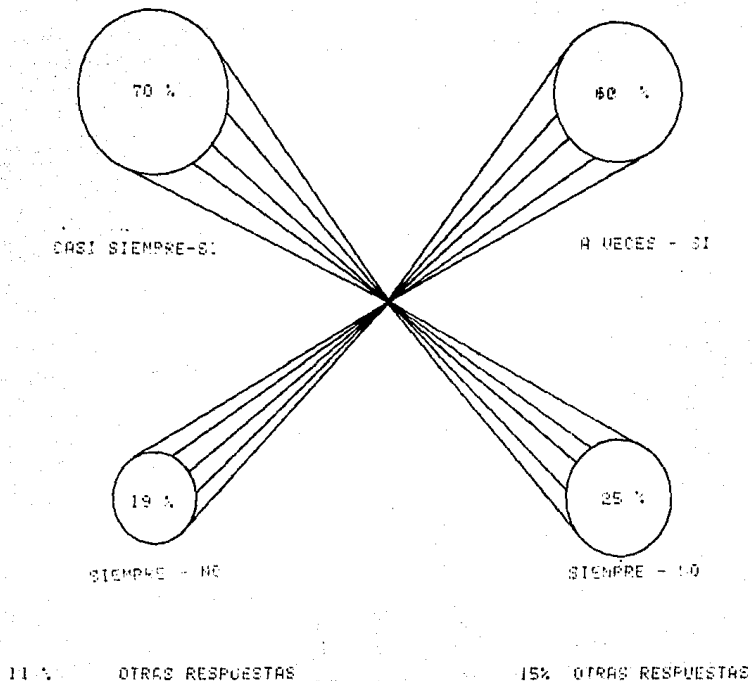 70 %
60 %
CASI SIEMPRE-SI
A VECES - SI
19 %
25 %
SIEMPRE - NO
SIEMPRE - NO
11 %
OTRAS RESPUESTAS
15% OTRAS RESPUESTAS